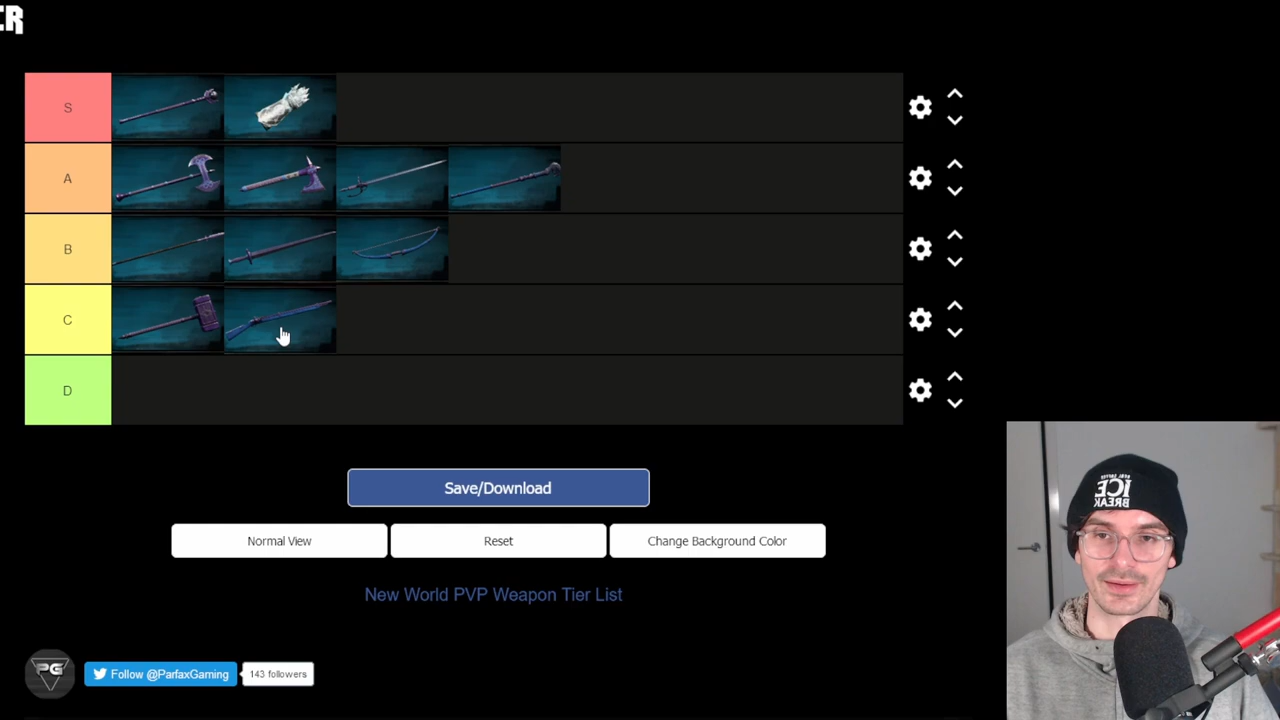 ER
S
A
B
C
D
Save/Download
Normal View
Reset
Change Background Color
New World PVP Weapon Tier List
PG
Follow @ParfaxGaming
143 followers
ICE
BREAK